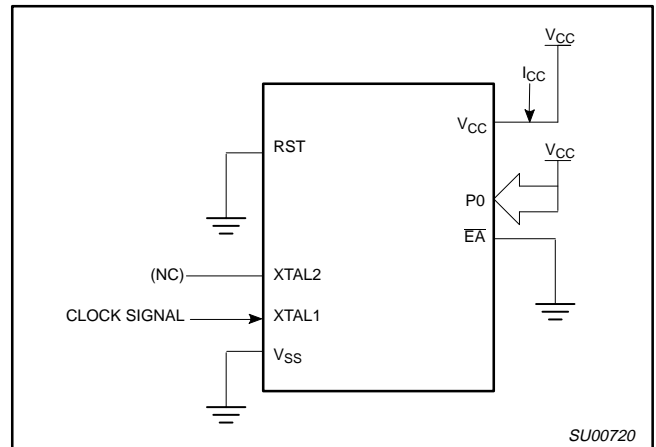 VCC
ICC
VCC
RST
VCC
P0
EA
(NC) XTAL2
CLOCK SIGNAL XTAL1
VSS
SU00720